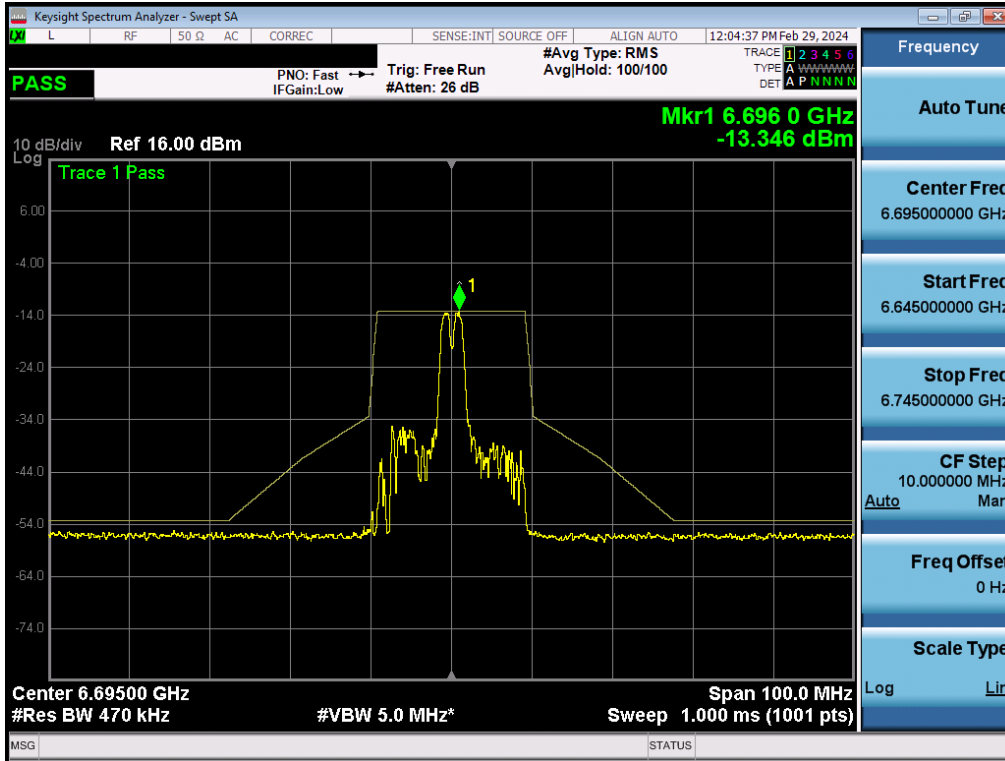 Keysight Spectrum Analyzer - Swept SA
LXI L RF 50 Ω AC CORREC SENSE:INT SOURCE OFF ALIGN AUTO 12:04:37 PM Feb 29, 2024
PASS
PNO: Fast
IFGain:Low
Trig: Free Run
#Atten: 26 dB
#Avg Type: RMS
Avg|Hold: 100/100
TRACE 1 2 3 4 5 6
TYPE A WWWWW
DET A P N N N N
Mkr1 6.696 0 GHz
-13.346 dBm
10 dB/div Ref 16.00 dBm
Log
Trace 1 Pass
1
6.00
-4.00
-14.0
-24.0
-34.0
-44.0
-54.0
-64.0
-74.0
Center 6.69500 GHz Span 100.0 MHz
#Res BW 470 kHz #VBW 5.0 MHz* Sweep 1.000 ms (1001 pts)
MSG STATUS
Frequency
Auto Tune
Center Freq
6.695000000 GHz
Start Freq
6.645000000 GHz
Stop Freq
6.745000000 GHz
CF Step
10.000000 MHz
Auto Man
Freq Offset
0 Hz
Scale Type
Log Lin